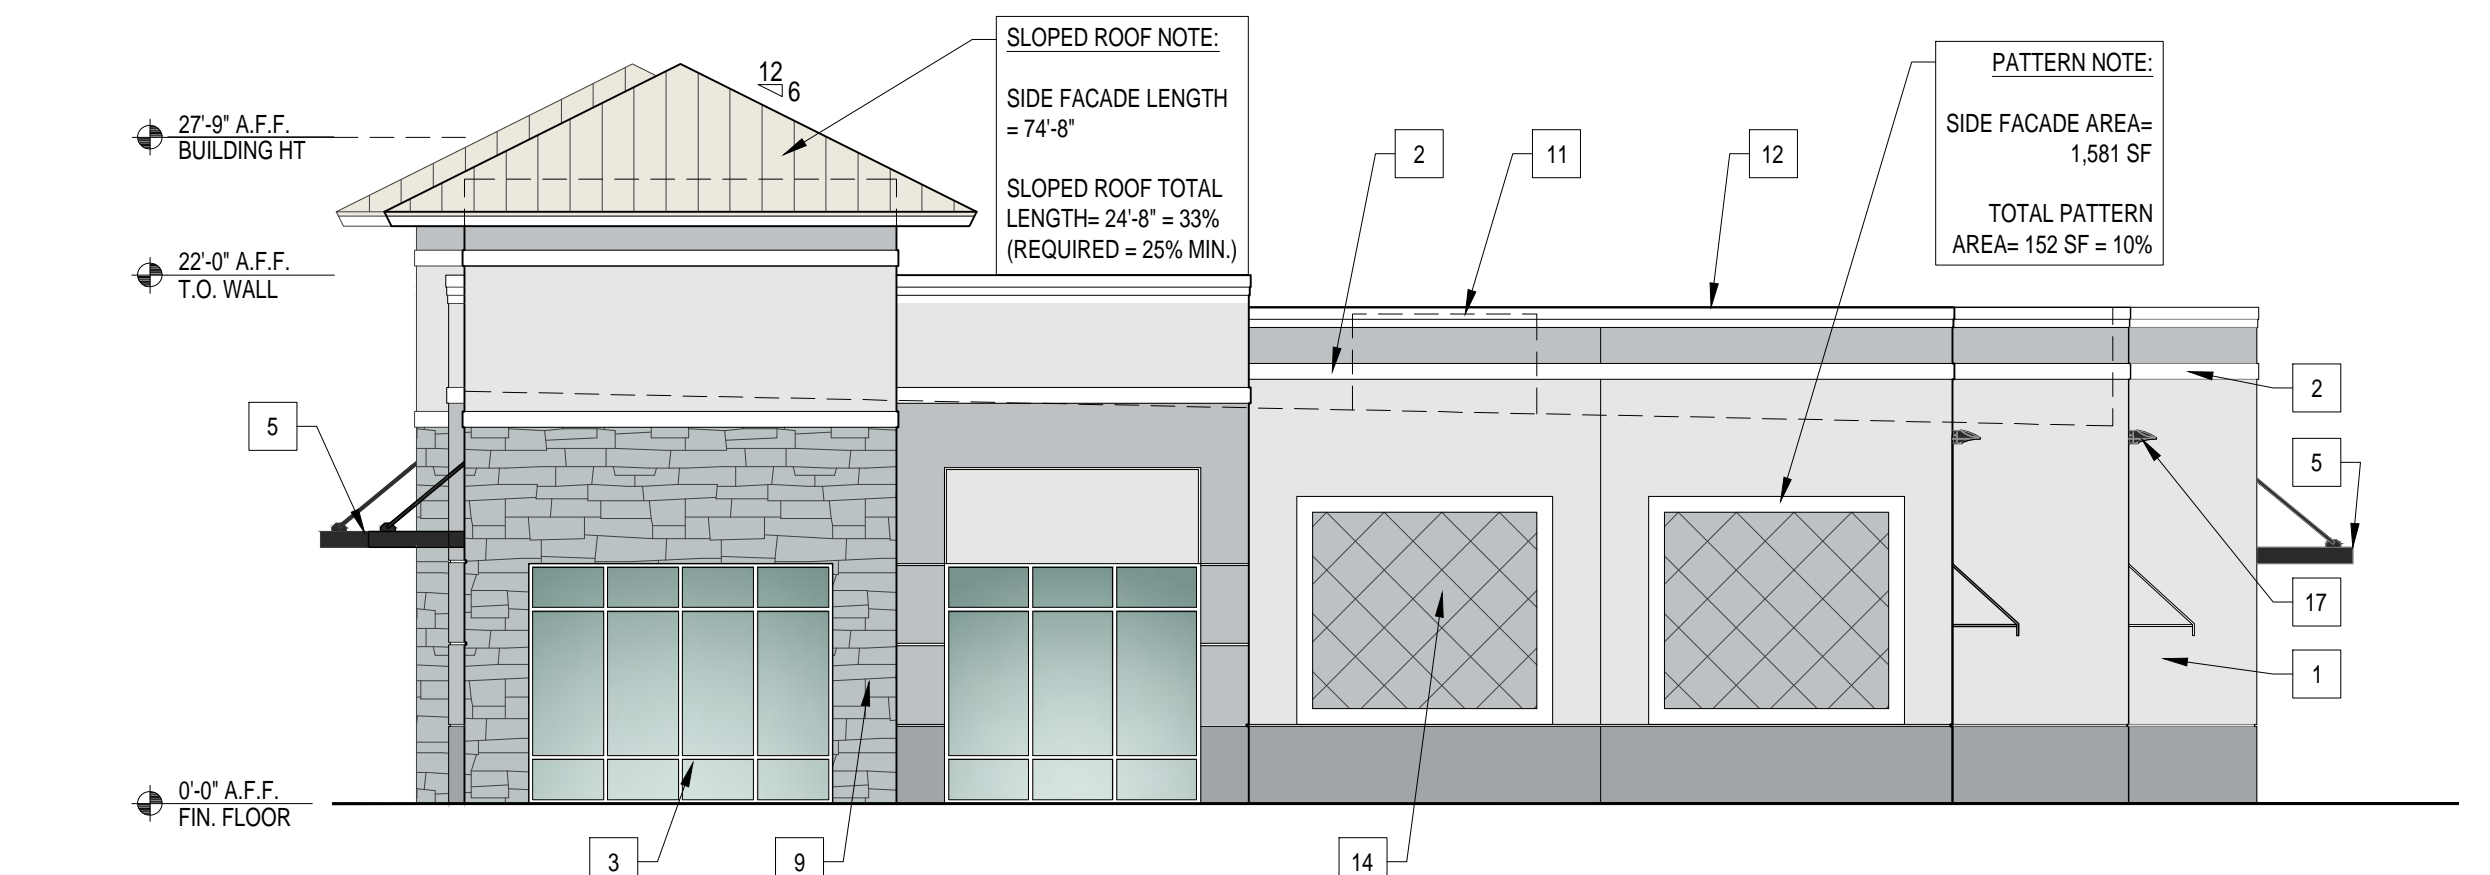 SLOPED ROOF NOTE:
SIDE FACADE LENGTH
= 74'-8"
SLOPED ROOF TOTAL
LENGTH= 24'-8" = 33%
(REQUIRED = 25% MIN.)
PATTERN NOTE:
SIDE FACADE AREA=
1,581 SF
TOTAL PATTERN
AREA= 152 SF = 10%
12
6
27'-9" A.F.F.
BUILDING HT
2
11
12
22'-0" A.F.F.
T.O. WALL
5
2
5
17
1
0'-0" A.F.F.
FIN. FLOOR
3
9
14